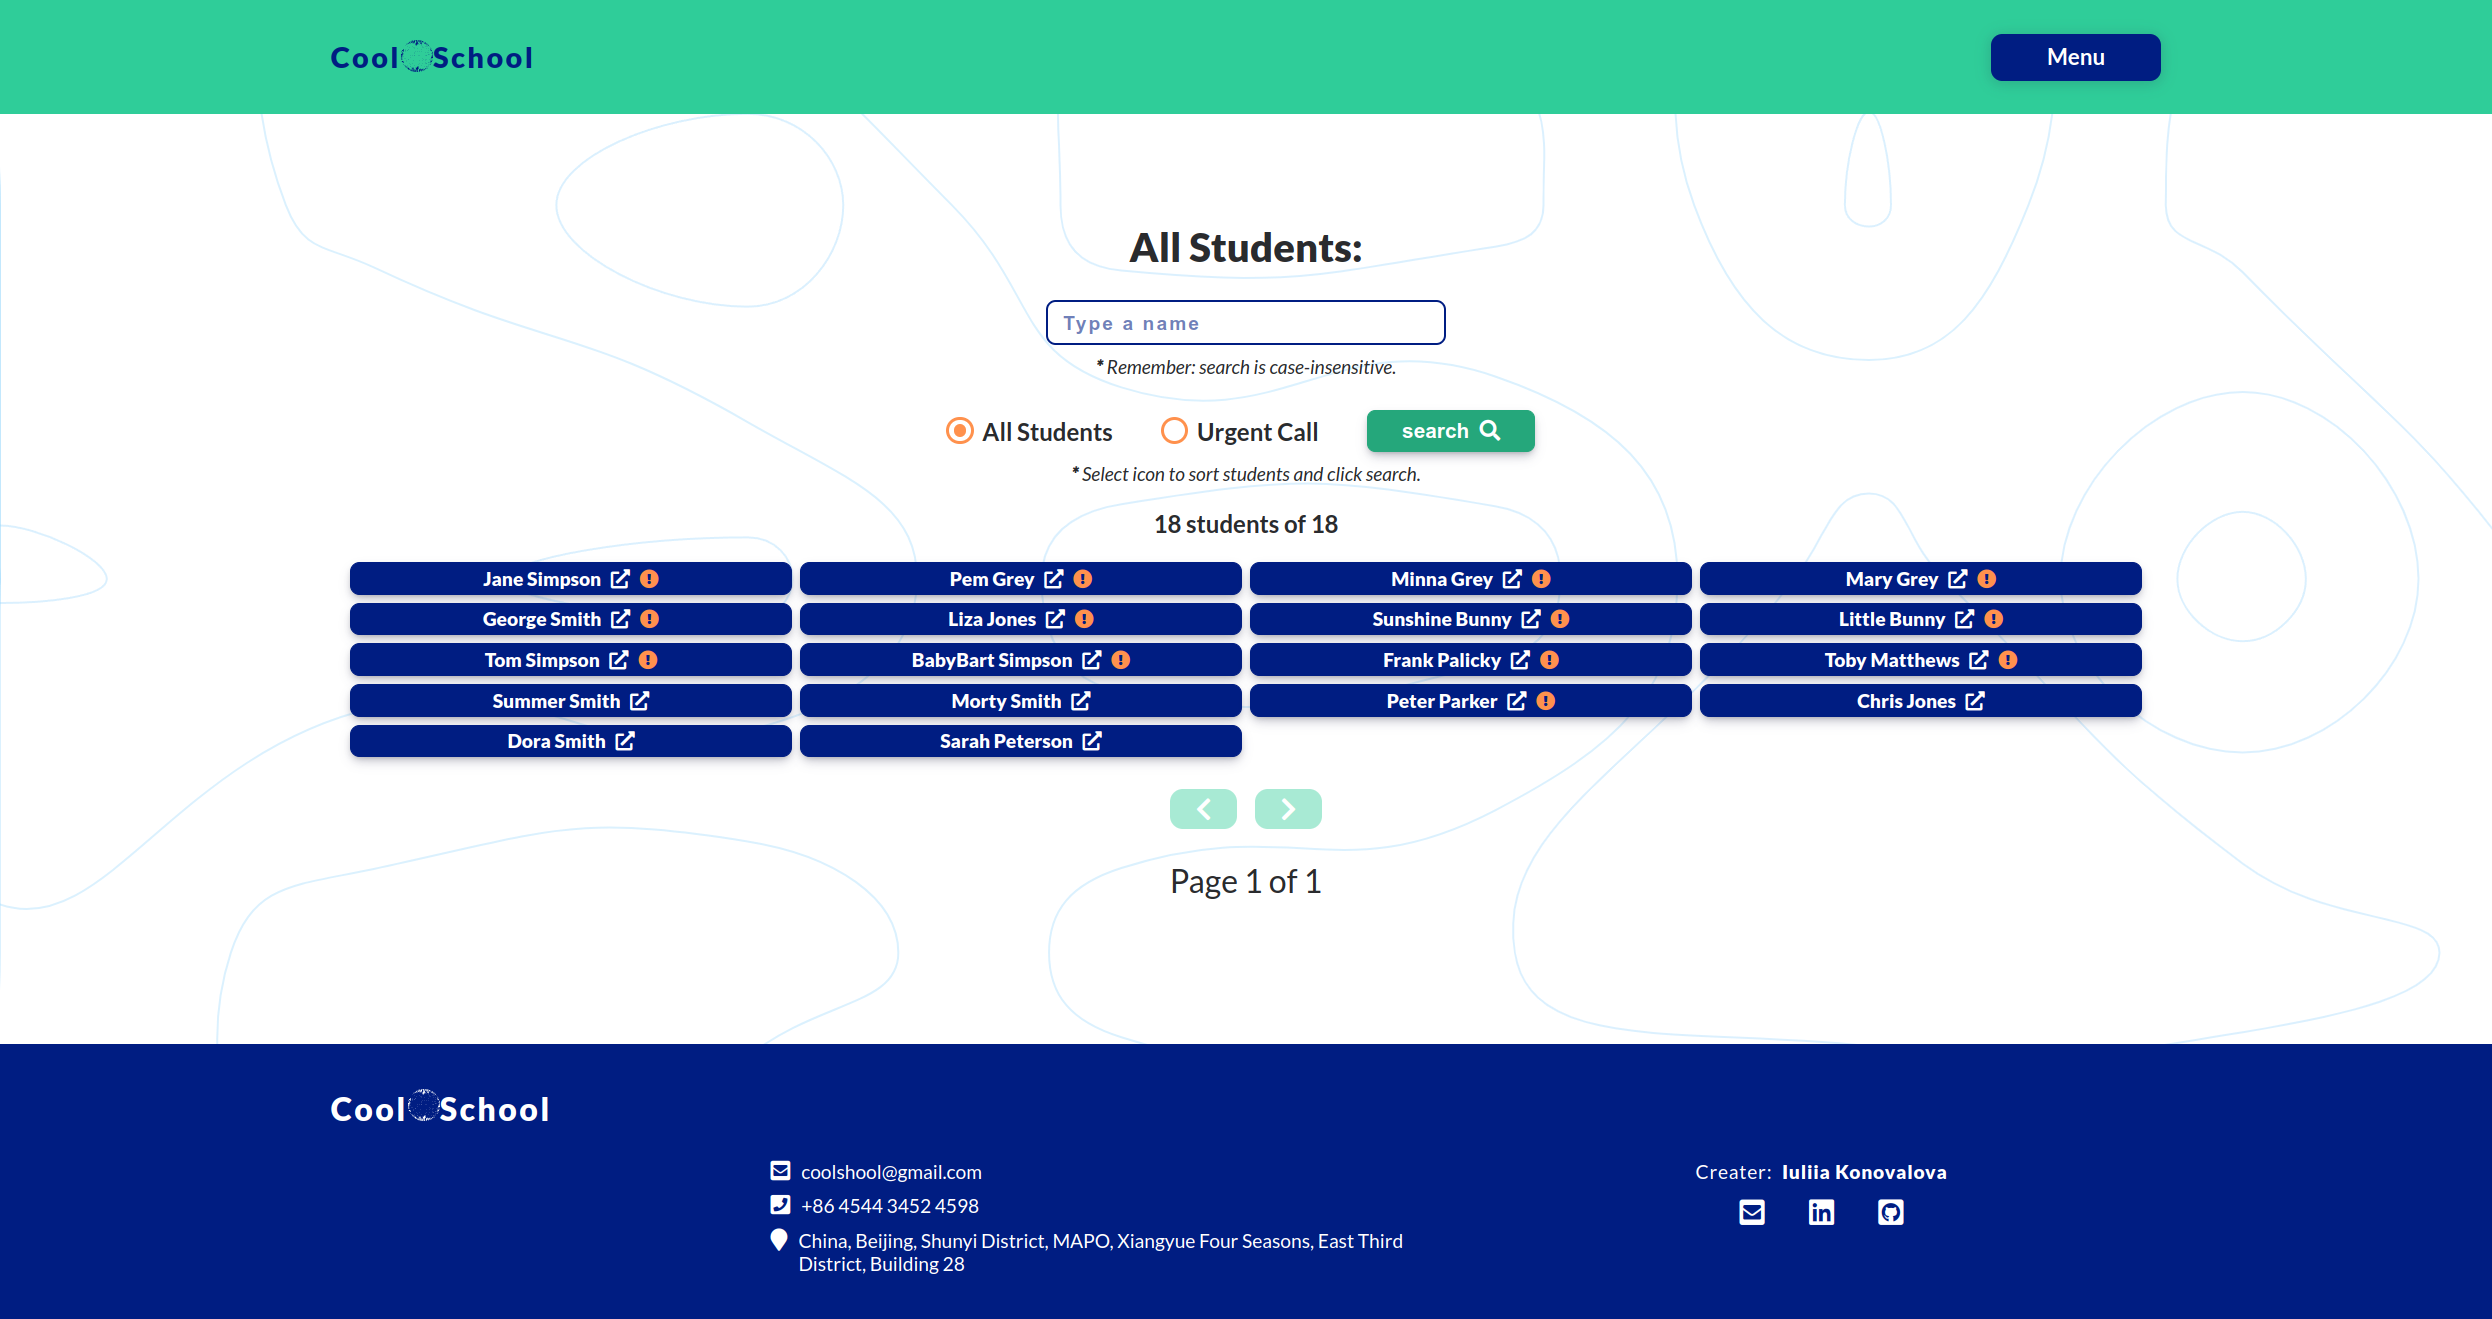 Cool School
Menu
All Students:
Type a name
* Remember: search is case-insensitive.
All Students Urgent Call search
* Select icon to sort students and click search.
18 students of 18
Jane Simpson Pem Grey Minna Grey Mary Grey
George Smith Liza Jones Sunshine Bunny Little Bunny
Tom Simpson BabyBart Simpson Frank Palicky Toby Matthews
Summer Smith Morty Smith Peter Parker Chris Jones
Dora Smith Sarah Peterson
Page 1 of 1
Cool School
coolshool@gmail.com
+86 4544 3452 4598
China, Beijing, Shunyi District, MAPO, Xiangyue Four Seasons, East Third
District, Building 28
Creater: Iuliia Konovalova